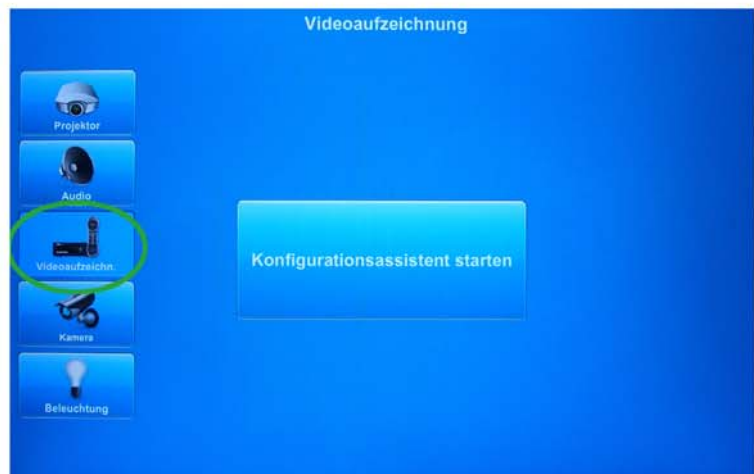 Videoaufzeichnung
Projektor
Audio
Videoaufzeichn.
Kamera
Beleuchtung
Konfigurationsassistent starten